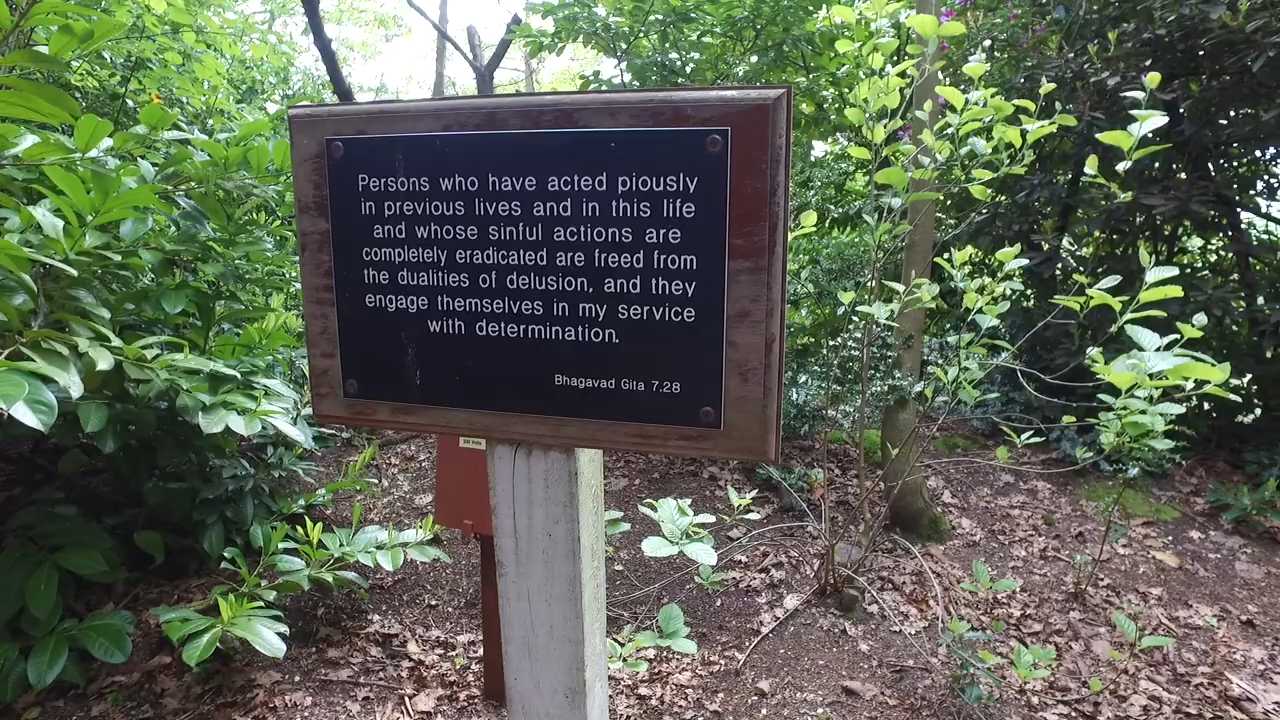 Persons who have acted piously
in previous lives and in this life
and whose sinful actions are
completely eradicated are freed from
the dualities of delusion, and they
engage themselves in my service
with determination.
Bhagavad Gita 7.28
230 Volts